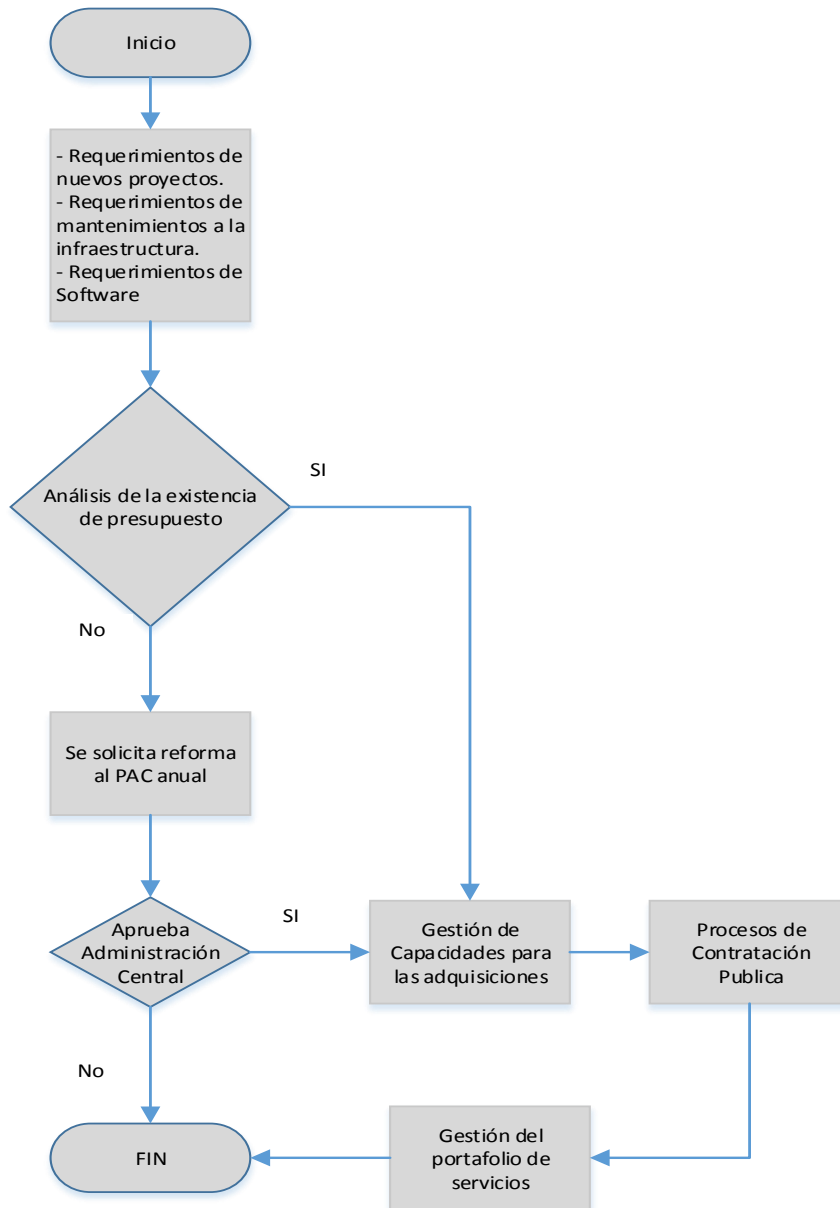 Inicio
- Requerimientos de
nuevos proyectos.
- Requerimientos de
mantenimientos a la
infraestructura.
- Requerimientos de
Software
Análisis de la existencia
de presupuesto
SI
No
Se solicita reforma
al PAC anual
Aprueba
Administración
Central
SI
No
Gestión de
Capacidades para
las adquisiciones
Procesos de
Contratación
Publica
Gestión del
portafolio de
servicios
FIN